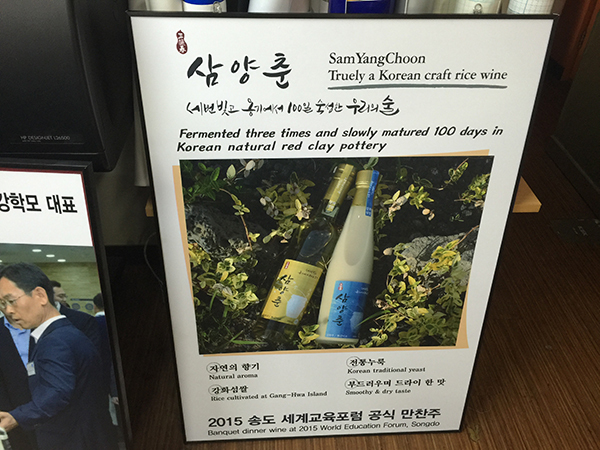 삼양춘
SamYangChoon
Truely a Korean craft rice wine
세번 빚고 옹기에서 100일 숙성한 우리의 술
Fermented three times and slowly matured 100 days in
Korean natural red clay pottery
삼양춘
삼양춘
자연의 향기
Natural aroma
전통누룩
Korean traditional yeast
강화섬쌀
Rice cultivated at Gang-Hwa Island
부드러우며 드라이 한 맛
Smoothy & dry taste
2015 송도 세계교육포럼 공식 만찬주
Banquet dinner wine at 2015 World Education Forum, Songdo
강학모 대표
HP DESIGNJET L26500